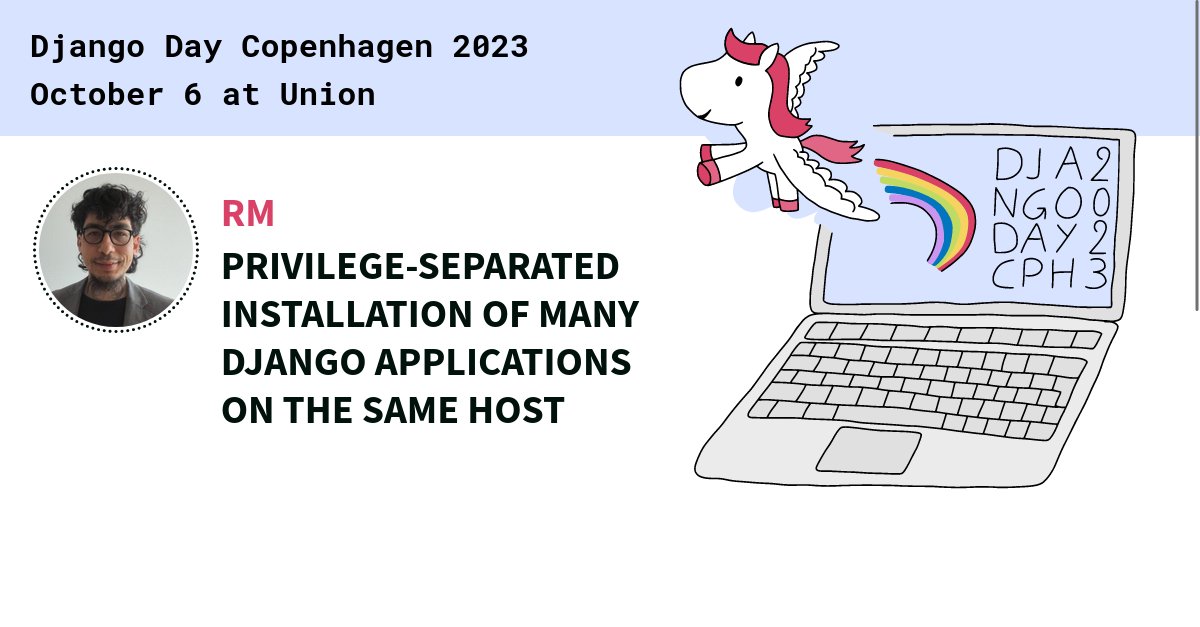 Django Day Copenhagen 2023
October 6 at Union
RM
PRIVILEGE-SEPARATED
INSTALLATION OF MANY
DJANGO APPLICATIONS
ON THE SAME HOST
DJA2
NGO0
DAY2
CPH3